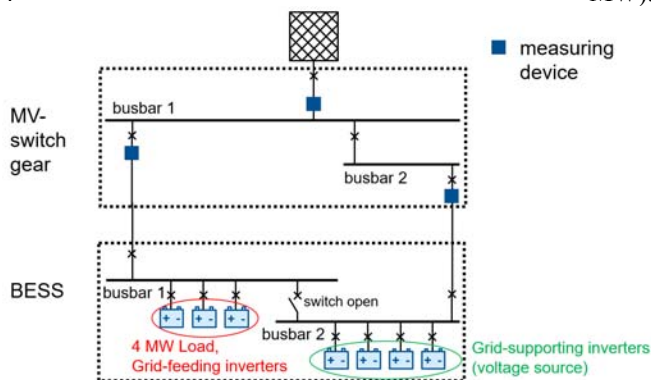 measuring
device
MV-
switch
gear
busbar 1
busbar 2
BESS
busbar 1
switch open
busbar 2
4 MW Load,
Grid-feeding inverters
Grid-supporting inverters
(voltage source)